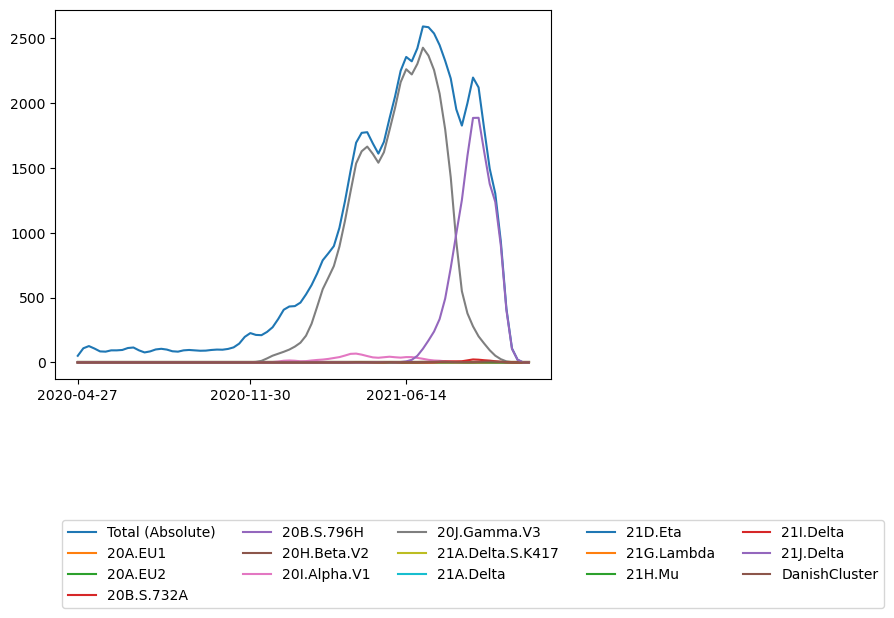 2500
2000
1500
1000
500
0
2020-04-27 2020-11-30 2021-06-14
Total (Absolute) 20B.S.796H 20J.Gamma.V3 21D.Eta 21I.Delta
20A.EU1 20H.Beta.V2 21A.Delta.S.K417 21G.Lambda 21J.Delta
20A.EU2 20I.Alpha.V1 21A.Delta 21H.Mu DanishCluster
20B.S.732A